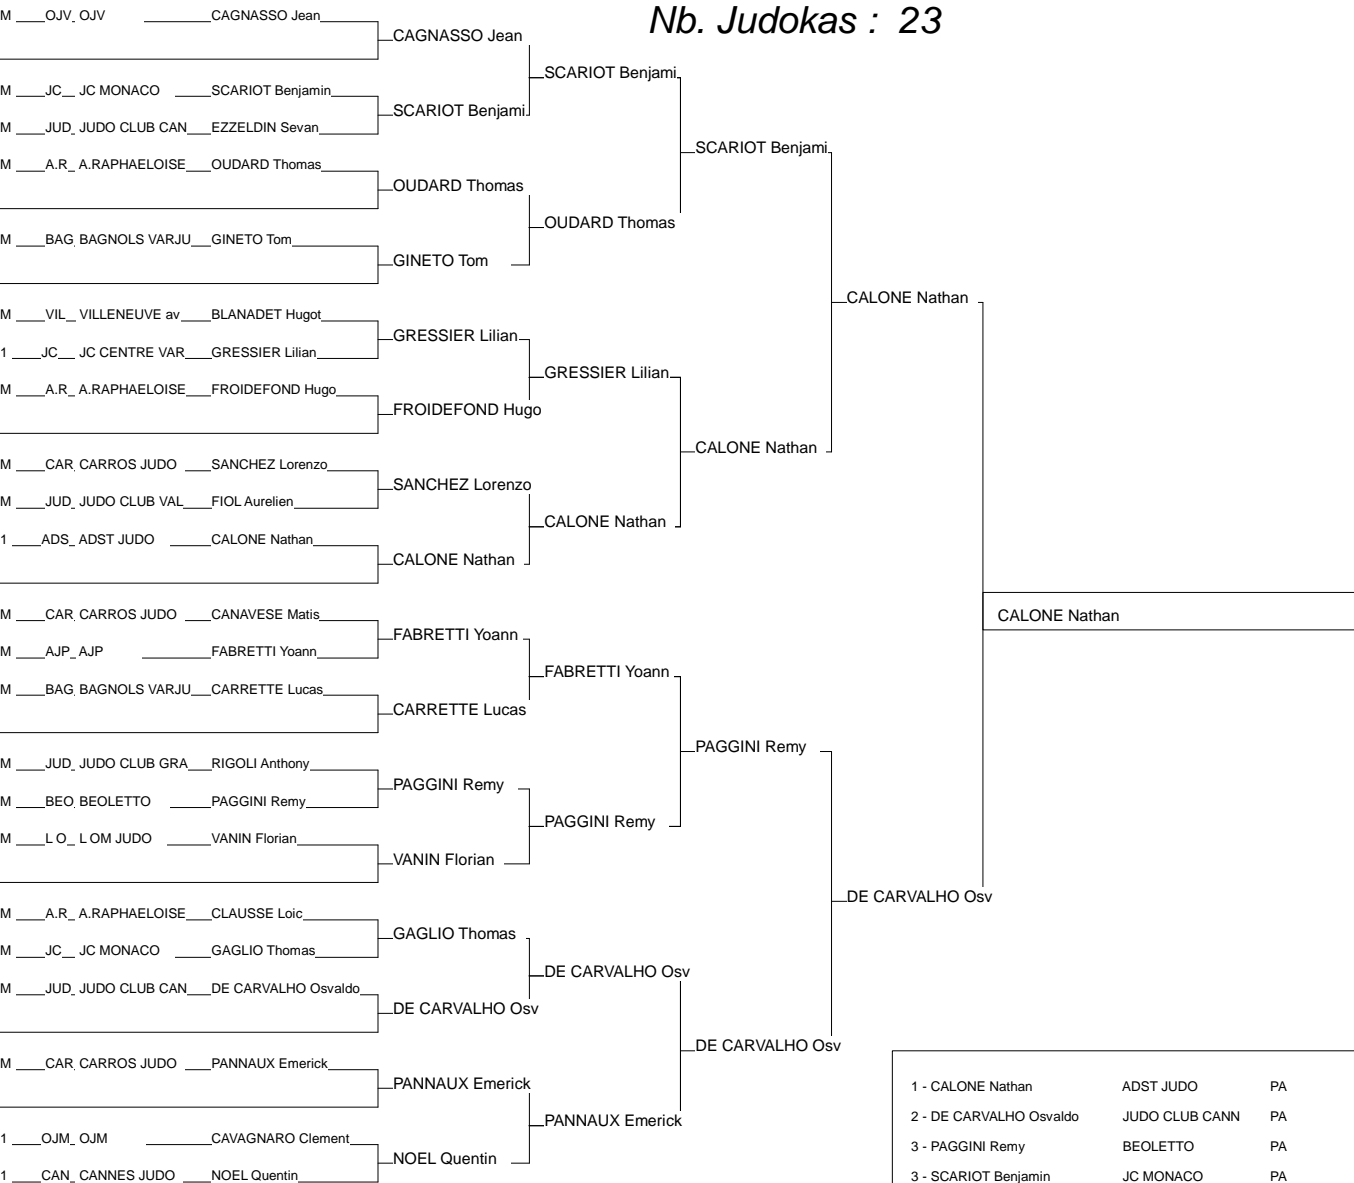 Nb. Judokas : 23
M OJV OJV CAGNASSO Jean
CAGNASSO Jean
SCARIOT Benjami
M JC JC MONACO SCARIOT Benjamin
SCARIOT Benjami
M JUD JUDO CLUB CAN EZZELDIN Sevan
SCARIOT Benjami
M A.R A.RAPHAELOISE OUDARD Thomas
OUDARD Thomas
OUDARD Thomas
M BAG BAGNOLS VARJU GINETO Tom
GINETO Tom
CALONE Nathan
M VIL VILLENEUVE av BLANADET Hugot
GRESSIER Lilian
1 JC JC CENTRE VAR GRESSIER Lilian
GRESSIER Lilian
M A.R A.RAPHAELOISE FROIDEFOND Hugo
FROIDEFOND Hugo
CALONE Nathan
M CAR CARROS JUDO SANCHEZ Lorenzo
SANCHEZ Lorenzo
M JUD JUDO CLUB VAL FIOL Aurelien
CALONE Nathan
1 ADS ADST JUDO CALONE Nathan
CALONE Nathan
M CAR CARROS JUDO CANAVESE Matis
CALONE Nathan
FABRETTI Yoann
M AJP AJP FABRETTI Yoann
FABRETTI Yoann
M BAG BAGNOLS VARJU CARRETTE Lucas
CARRETTE Lucas
PAGGINI Remy
M JUD JUDO CLUB GRA RIGOLI Anthony
PAGGINI Remy
M BEO BEOLETTO PAGGINI Remy
PAGGINI Remy
M L O L OM JUDO VANIN Florian
VANIN Florian
DE CARVALHO Osv
M A.R A.RAPHAELOISE CLAUSSE Loic
GAGLIO Thomas
M JC JC MONACO GAGLIO Thomas
DE CARVALHO Osv
M JUD JUDO CLUB CAN DE CARVALHO Osvaldo
DE CARVALHO Osv
DE CARVALHO Osv
M CAR CARROS JUDO PANNAUX Emerick
PANNAUX Emerick
PANNAUX Emerick
1 OJM OJM CAVAGNARO Clement
NOEL Quentin
1 CAN CANNES JUDO NOEL Quentin
1 - CALONE Nathan ADST JUDO PA
2 - DE CARVALHO Osvaldo JUDO CLUB CANN PA
3 - PAGGINI Remy BEOLETTO PA
3 - SCARIOT Benjamin JC MONACO PA